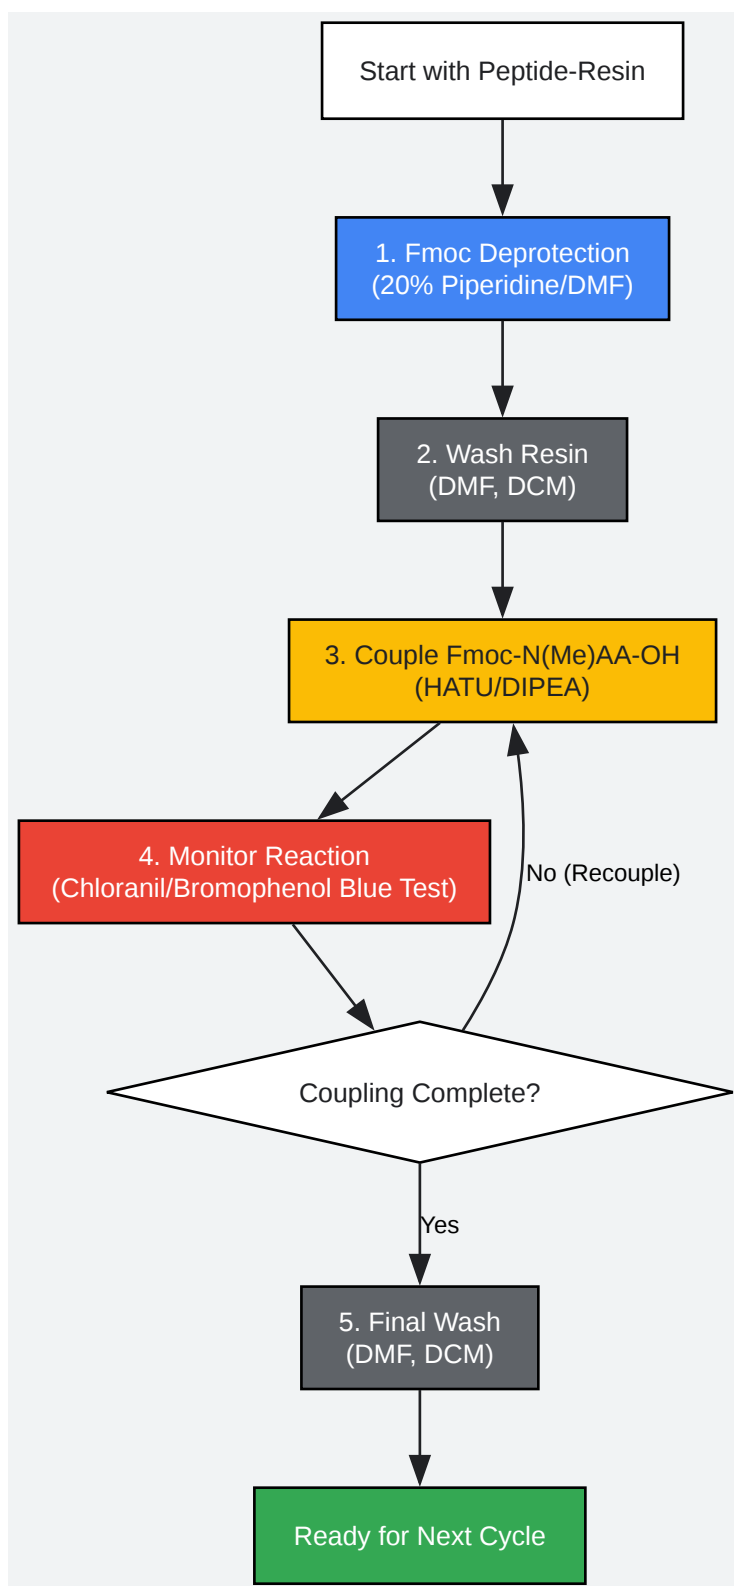 Start with Peptide-Resin
1. Fmoc Deprotection
(20% Piperidine/DMF)
2. Wash Resin
(DMF, DCM)
3. Couple Fmoc-N(Me)AA-OH
(HATU/DIPEA)
4. Monitor Reaction
(Chloranil/Bromophenol Blue Test)
No (Recouple)
Coupling Complete?
Yes
5. Final Wash
(DMF, DCM)
Ready for Next Cycle